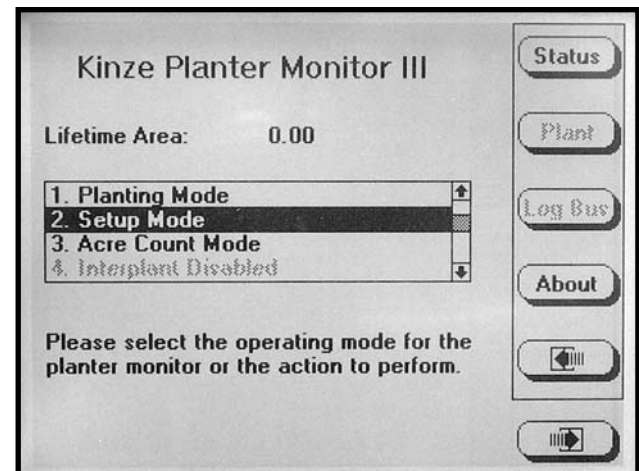 Kinze Planter Monitor III
Status
Lifetime Area: 0.00
Plant
1. Planting Mode
2. Setup Mode
3. Acre Count Mode
4. Interplant Disabled
Log Bus
About
Please select the operating mode for the
planter monitor or the action to perform.